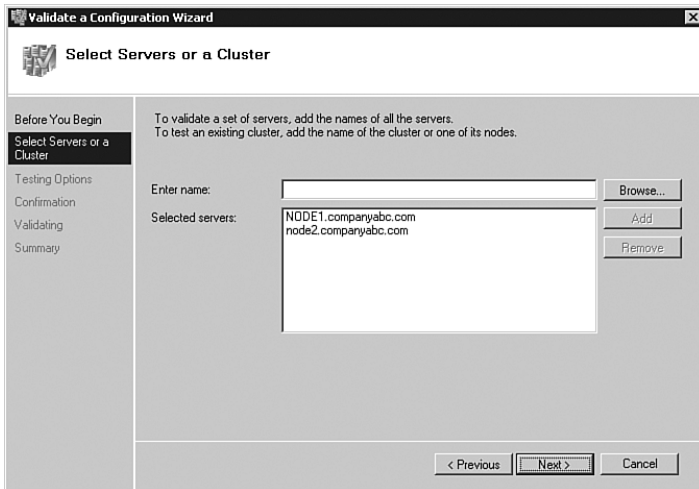 Validate a Configuration Wizard
Select Servers or a Cluster
Before You Begin
Select Servers or a
Cluster
Testing Options
Confirmation
Validating
Summary
To validate a set of servers, add the names of all the servers.
To test an existing cluster, add the name of the cluster or one of its nodes.
Enter name:
Browse...
Selected servers:
NODE1.companyabc.com
node2.companyabc.com
Add
Remove
< Previous
Next >
Cancel